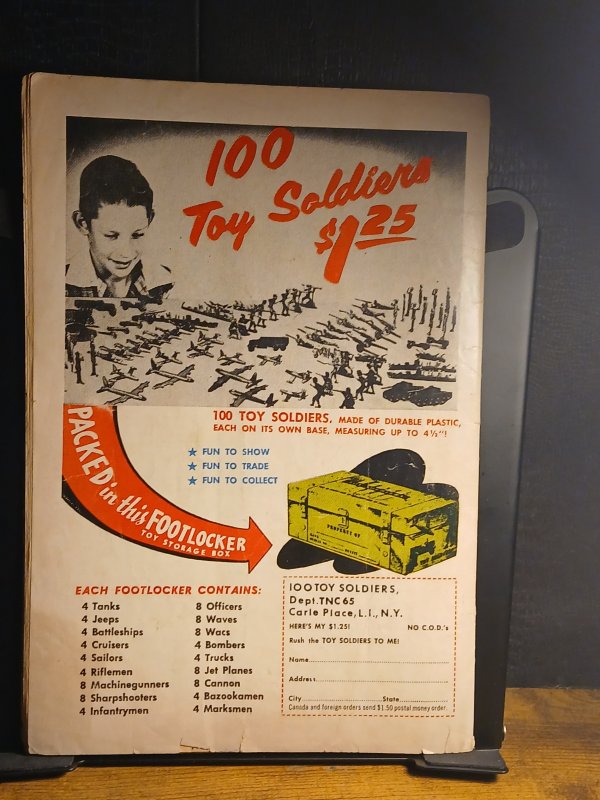 100
Toy Soldiers
$1.25
100 TOY SOLDIERS, MADE OF DURABLE PLASTIC,
EACH ON ITS OWN BASE, MEASURING UP TO 4½"!
PACKED in this FOOTLOCKER
TOY STORAGE BOX
★ FUN TO SHOW
★ FUN TO TRADE
★ FUN TO COLLECT
PROPERTY OF
EACH FOOTLOCKER CONTAINS:
4 Tanks
4 Jeeps
4 Battleships
4 Cruisers
4 Sailors
4 Riflemen
8 Machinegunners
8 Sharpshooters
4 Infantrymen
8 Officers
8 Waves
8 Wacs
4 Bombers
4 Trucks
8 Jet Planes
8 Cannon
4 Bazookamen
4 Marksmen
100 TOY SOLDIERS,
Dept. TNC65
Carle Place, L.I., N.Y.
HERE'S MY $1.25! NO C.O.D.'s
Rush the TOY SOLDIERS TO ME!
Name
Address
City State
Canada and foreign orders send $1.50 postal money order.